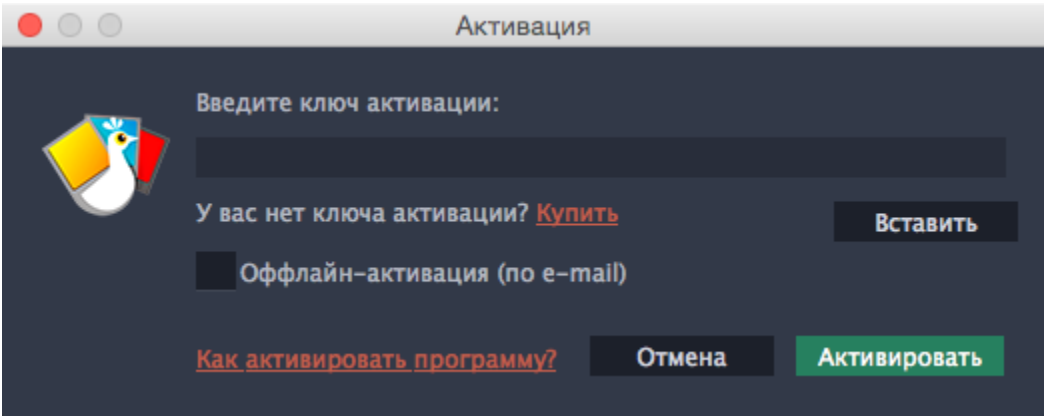 Активация
Введите ключ активации:
У вас нет ключа активации? Купить
Вставить
Оффлайн-активация (по e-mail)
Как активировать программу?
Отмена
Активировать